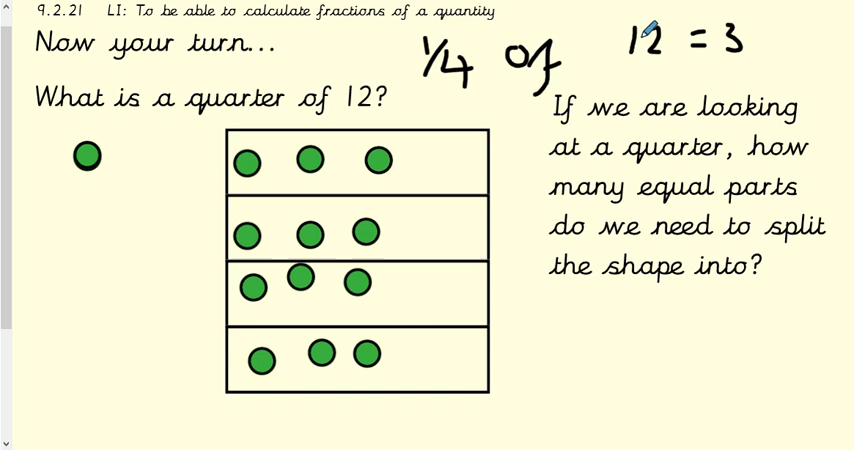 9.2.21 LI: To be able to calculate fractions of a quantity
Now your turn...
1/4 of 12 = 3
What is a quarter of 12?
If we are looking
at a quarter, how
many equal parts
do we need to split
the shape into?